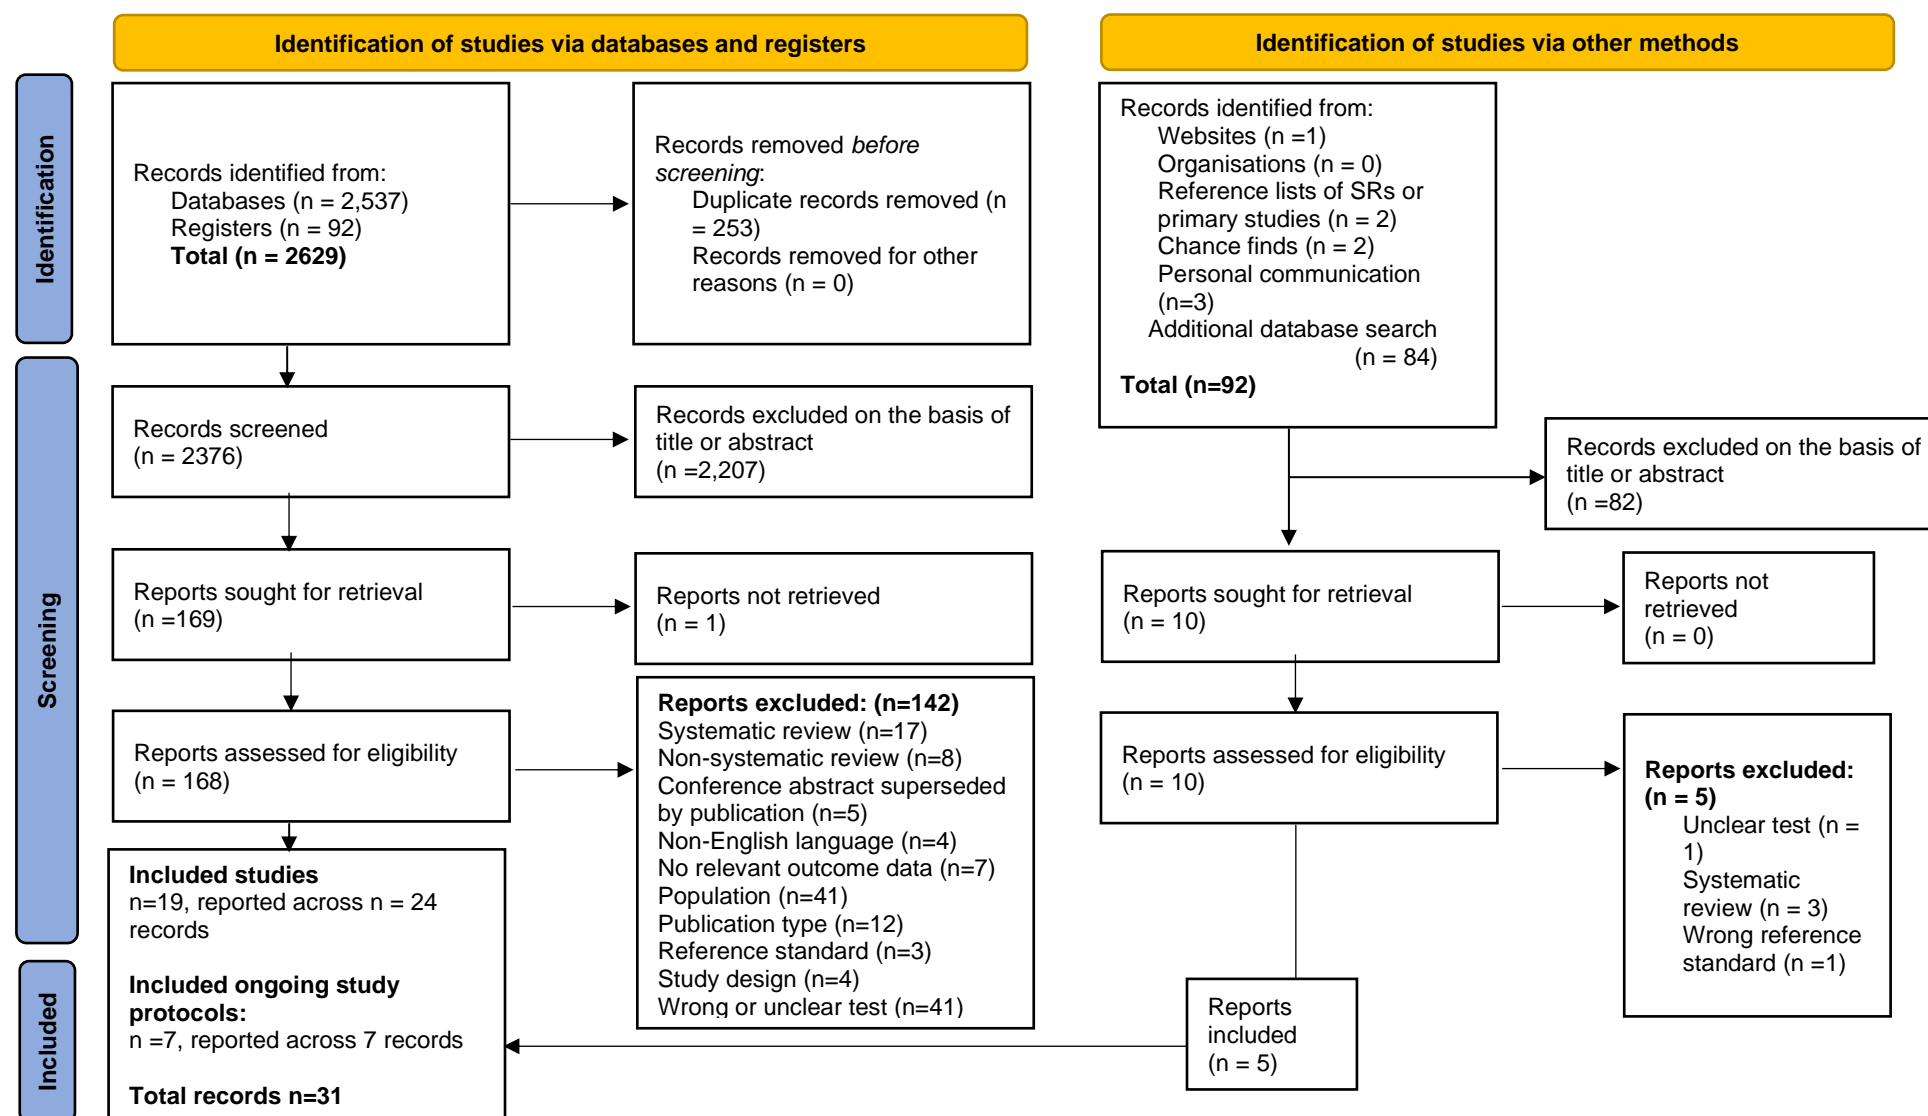 Identification of studies via databases and registers
Identification of studies via other methods
Identification
Records identified from:
Databases (n = 2,537)
Registers (n = 92)
Total (n = 2629)
Records removed before
screening:
Duplicate records removed (n
= 253)
Records removed for other
reasons (n = 0)
Records identified from:
Websites (n =1)
Organisations (n = 0)
Reference lists of SRs or
primary studies (n = 2)
Chance finds (n = 2)
Personal communication
(n=3)
Additional database search
(n = 84)
Total (n=92)
Screening
Records screened
(n = 2376)
Records excluded on the basis of
title or abstract
(n =2,207)
Records excluded on the basis of
title or abstract
(n =82)
Reports sought for retrieval
(n =169)
Reports not retrieved
(n = 1)
Reports sought for retrieval
(n = 10)
Reports not
retrieved
(n = 0)
Reports assessed for eligibility
(n = 168)
Reports excluded: (n=142)
Systematic review (n=17)
Non-systematic review (n=8)
Conference abstract superseded
by publication (n=5)
Non-English language (n=4)
No relevant outcome data (n=7)
Population (n=41)
Publication type (n=12)
Reference standard (n=3)
Study design (n=4)
Wrong or unclear test (n=41)
Reports assessed for eligibility
(n = 10)
Reports excluded:
(n = 5)
Unclear test (n =
1)
Systematic
review (n = 3)
Wrong reference
standard (n =1)
Included
Included studies
n=19, reported across n = 24
records
Included ongoing study
protocols:
n =7, reported across 7 records
Total records n=31
Reports
included
(n = 5)